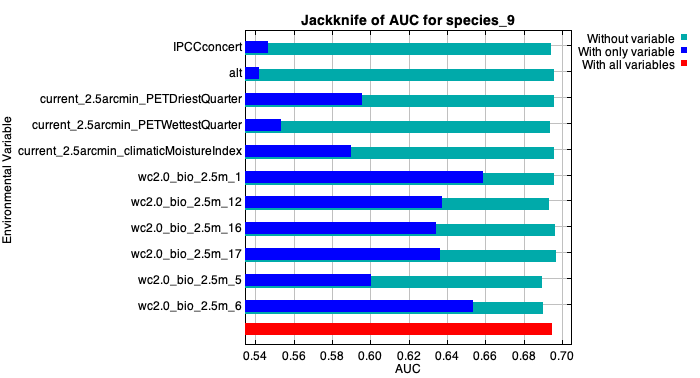 Jackknife of AUC for species_9
Without variable
With only variable
With all variables
Environmental Variable
IPCCconcert
alt
current_2.5arcmin_PETDriestQuarter
current_2.5arcmin_PETWettestQuarter
current_2.5arcmin_climaticMoistureIndex
wc2.0_bio_2.5m_1
wc2.0_bio_2.5m_12
wc2.0_bio_2.5m_16
wc2.0_bio_2.5m_17
wc2.0_bio_2.5m_5
wc2.0_bio_2.5m_6
0.54 0.56 0.58 0.60 0.62 0.64 0.66 0.68 0.70
AUC